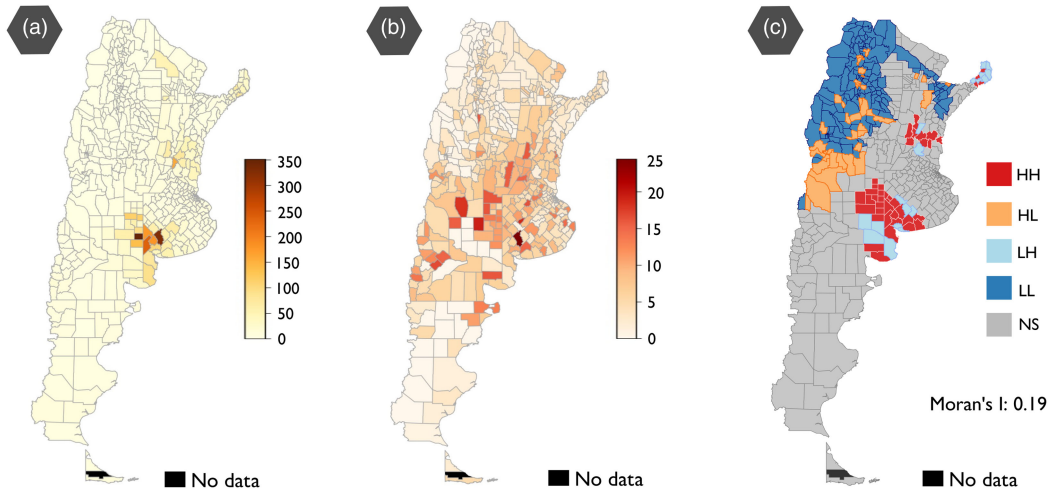 (a)
350
300
250
200
150
100
50
0
No data
(b)
25
20
15
10
5
0
No data
(c)
HH
HL
LH
LL
NS
Moran's I: 0.19
No data